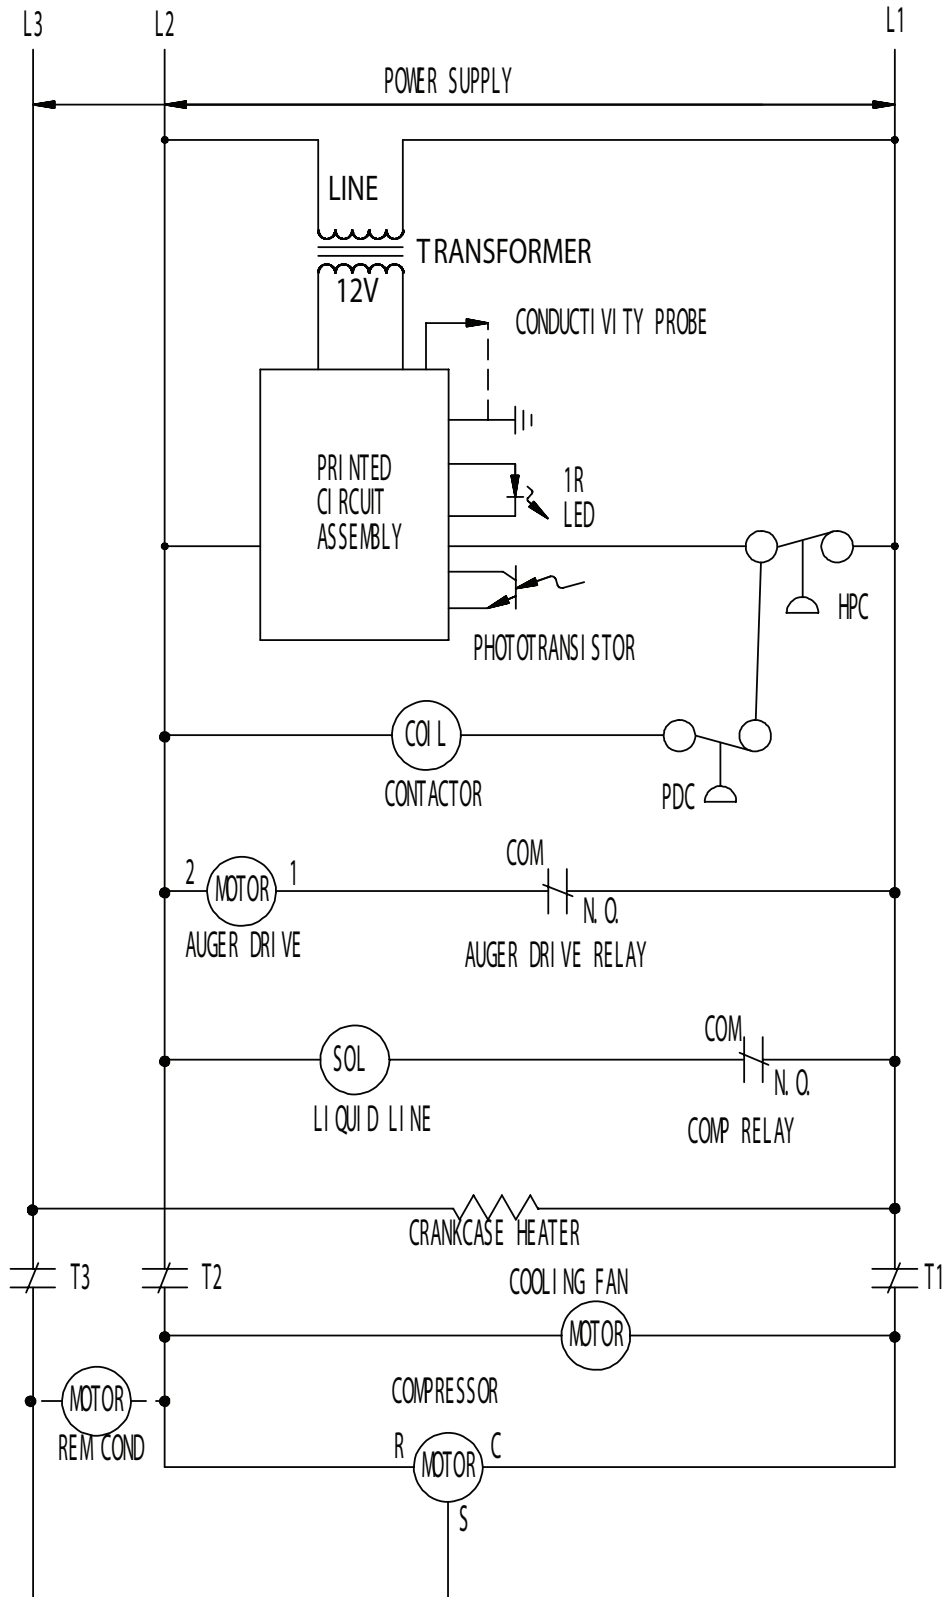 L3
L2
L1
POWER SUPPLY
LINE
TRANSFORMER
12V
CONDUCTIVITY PROBE
PRINTED
CIRCUIT
ASSEMBLY
1R
LED
HPC
PHOTOTRANSISTOR
COIL
CONTACTOR
PDC
COM
2
MOTOR
1
N.O.
AUGER DRIVE
AUGER DRIVE RELAY
COM
SOL
N.O.
LIQUID LINE
COMP RELAY
CRANKCASE HEATER
T3
T2
COOLING FAN
T1
MOTOR
COMPRESSOR
MOTOR
REM COND
R
C
MOTOR
S